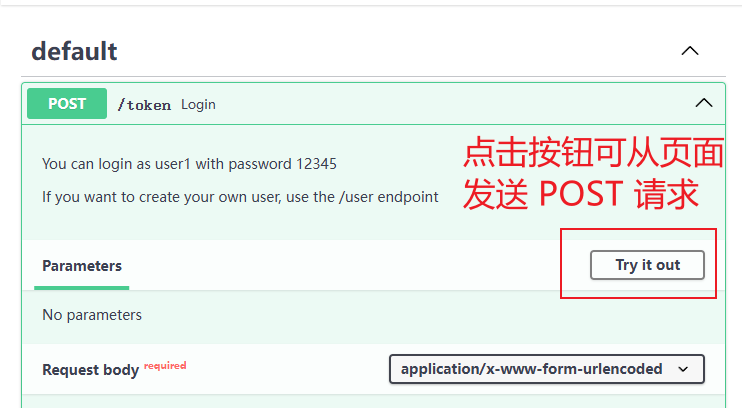 default
POST /token Login
You can login as user1 with password 12345
If you want to create your own user, use the /user endpoint
点击按钮可从页面
发送 POST 请求
Parameters
Try it out
No parameters
Request body required
application/x-www-form-urlencoded